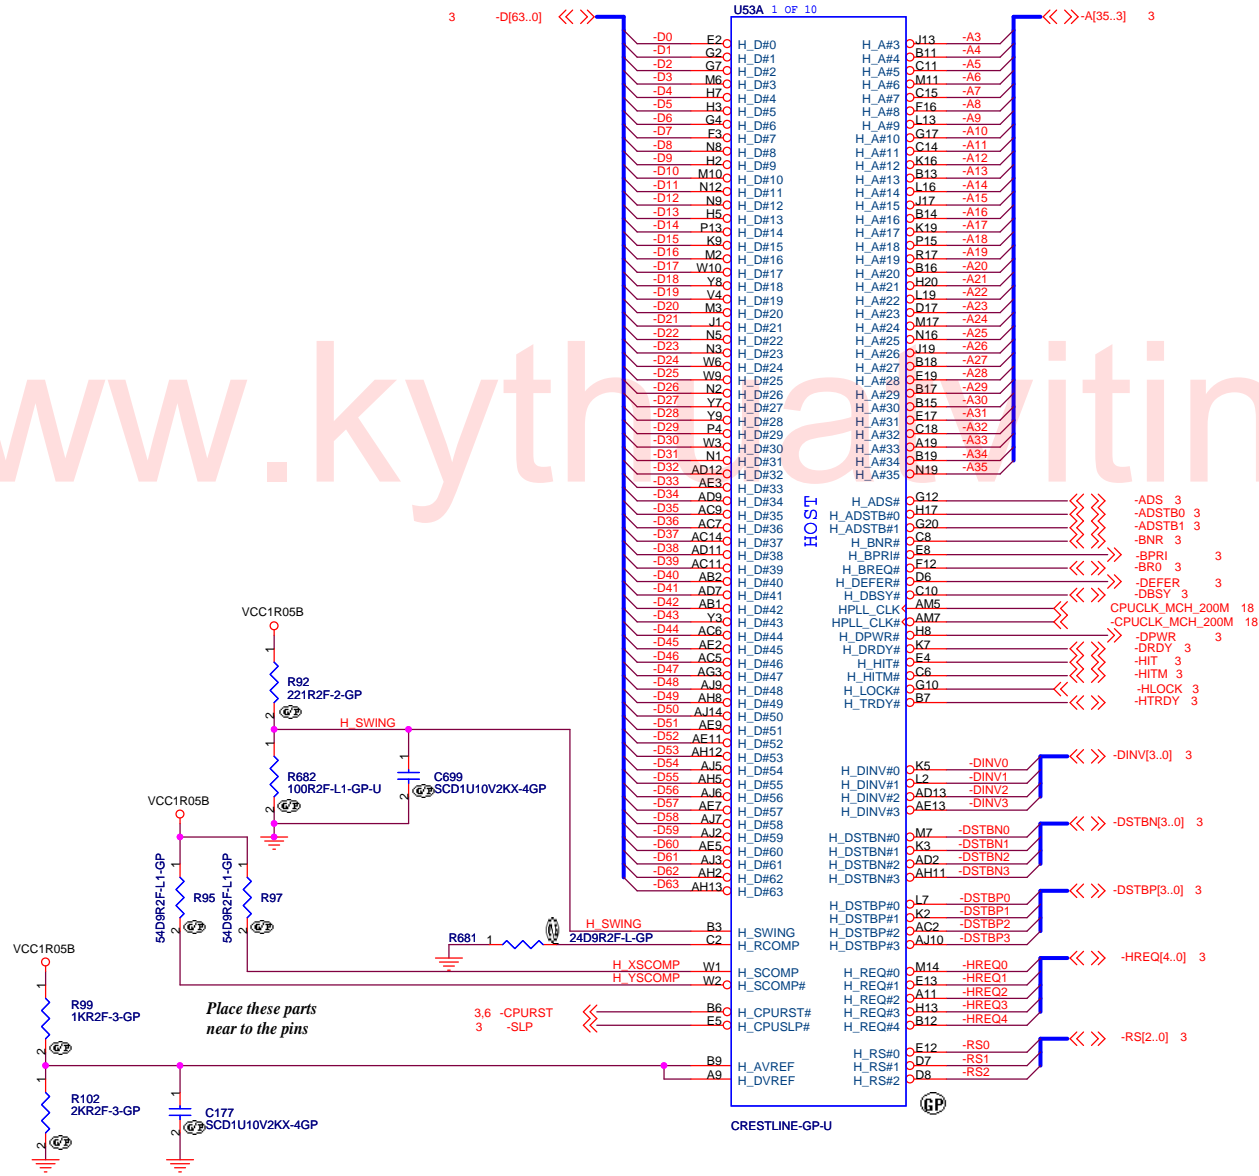 3 -D[63..0]
U53A 1 OF 10
-A[35..3] 3
-D0 E2 H_D#0 H_A#3 J13 -A3
-D1 G2 H_D#1 H_A#4 B11 -A4
-D2 G7 H_D#2 H_A#5 C11 -A5
-D3 M6 H_D#3 H_A#6 M11 -A6
-D4 H7 H_D#4 H_A#7 C15 -A7
-D5 H3 H_D#5 H_A#8 F16 -A8
-D6 G4 H_D#6 H_A#9 L13 -A9
-D7 F3 H_D#7 H_A#10 G17 -A10
-D8 N8 H_D#8 H_A#11 C14 -A11
-D9 H2 H_D#9 H_A#12 K16 -A12
-D10 M10 H_D#10 H_A#13 B13 -A13
-D11 N12 H_D#11 H_A#14 L16 -A14
-D12 N9 H_D#12 H_A#15 J17 -A15
-D13 H5 H_D#13 H_A#16 B14 -A16
-D14 P13 H_D#14 H_A#17 K19 -A17
-D15 K9 H_D#15 H_A#18 P15 -A18
-D16 M2 H_D#16 H_A#19 R17 -A19
-D17 W10 H_D#17 H_A#20 B16 -A20
-D18 Y8 H_D#18 H_A#21 H20 -A21
-D19 V4 H_D#19 H_A#22 L19 -A22
-D20 M3 H_D#20 H_A#23 D17 -A23
-D21 J1 H_D#21 H_A#24 M17 -A24
-D22 N5 H_D#22 H_A#25 N16 -A25
-D23 N3 H_D#23 H_A#26 J19 -A26
-D24 W6 H_D#24 H_A#27 B18 -A27
-D25 W9 H_D#25 H_A#28 E19 -A28
-D26 N2 H_D#26 H_A#29 B17 -A29
-D27 Y7 H_D#27 H_A#30 B15 -A30
-D28 Y9 H_D#28 H_A#31 E17 -A31
-D29 P4 H_D#29 H_A#32 C18 -A32
-D30 W3 H_D#30 H_A#33 A19 -A33
-D31 N1 H_D#31 H_A#34 B19 -A34
-D32 AD12 H_D#32 H_A#35 N19 -A35
-D33 AE3 H_D#33
-D34 AD9 H_D#34 H_ADS# G12 -ADS 3
-D35 AC9 H_D#35 H_ADSTB#0 H17 -ADSTB0 3
-D36 AC7 H_D#36 H_ADSTB#1 G20 -ADSTB1 3
-D37 AC14 H_D#37 H_BNR# C8 -BNR 3
-D38 AD11 H_D#38 H_BPRI# E8 -BPRI 3
-D39 AC11 H_D#39 H_BREQ# F12 -BR0 3
-D40 AB2 H_D#40 H_DEFER# D6 -DEFER 3
-D41 AD7 H_D#41 H_DBSY# C10 -DBSY 3
-D42 AB1 H_D#42 HPLL_CLK AM5 CPUCLK_MCH_200M 18
-D43 Y3 H_D#43 HPLL_CLK# AM7 -CPUCLK_MCH_200M 18
-D44 AC6 H_D#44 H_DPWR# H8 -DPWR 3
-D45 AE2 H_D#45 H_DRDY# K7 -DRDY 3
-D46 AC5 H_D#46 H_HIT# E4 -HIT 3
-D47 AG3 H_D#47 H_HITM# C6 -HITM 3
-D48 AJ9 H_D#48 H_LOCK# G10 -HLOCK 3
-D49 AH8 H_D#49 H_TRDY# B7 -HTRDY 3
-D50 AJ14 H_D#50
-D51 AE9 H_D#51
-D52 AE11 H_D#52
-D53 AH12 H_D#53
-D54 AJ5 H_D#54 H_DINV#0 K5 -DINV0
-D55 AH5 H_D#55 H_DINV#1 L2 -DINV1
-D56 AJ6 H_D#56 H_DINV#2 AD13 -DINV2
-D57 AE7 H_D#57 H_DINV#3 AE13 -DINV3
-DINV[3..0] 3
-D58 AJ7 H_D#58
-D59 AJ2 H_D#59 H_DSTBN#0 M7 -DSTBN0
-D60 AE5 H_D#60 H_DSTBN#1 K3 -DSTBN1
-D61 AJ3 H_D#61 H_DSTBN#2 AD2 -DSTBN2
-D62 AH2 H_D#62 H_DSTBN#3 AH11 -DSTBN3
-D63 AH13 H_D#63
-DSTBN[3..0] 3
H_DSTBP#0 L7 -DSTBP0
H_DSTBP#1 K2 -DSTBP1
H_DSTBP#2 AC2 -DSTBP2
H_DSTBP#3 AJ10 -DSTBP3
-DSTBP[3..0] 3
H_SWING B3 H_SWING
C2 H_RCOMP
H_XSCOMP W1 H_SCOMP
H_YSCOMP W2 H_SCOMP#
H_REQ#0 M14 -HREQ0
H_REQ#1 E13 -HREQ1
H_REQ#2 A11 -HREQ2
H_REQ#3 H13 -HREQ3
H_REQ#4 B12 -HREQ4
-HREQ[4..0] 3
3,6 -CPURST B6 H_CPURST#
3 -SLP E5 H_CPUSLP#
H_RS#0 E12 -RS0
H_RS#1 D7 -RS1
H_RS#2 D8 -RS2
-RS[2..0] 3
B9 H_AVREF
A9 H_DVREF
HOST
GP
CRESTLINE-GP-U
VCC1R05B
1
R92
221R2F-2-GP
2
H_SWING
1
R682
100R2F-L1-GP-U
2
1
C699
SCD1U10V2KX-4GP
2
VCC1R05B
1 1
54D9R2F-L1-GP R95
54D9R2F-L1-GP R97
2 2
R681 1 24D9R2F-L-GP
VCC1R05B
1
R99
1KR2F-3-GP
2
Place these parts
near to the pins
1
R102
2KR2F-3-GP
2
1
C177
SCD1U10V2KX-4GP
2
ww.kythuatvitin